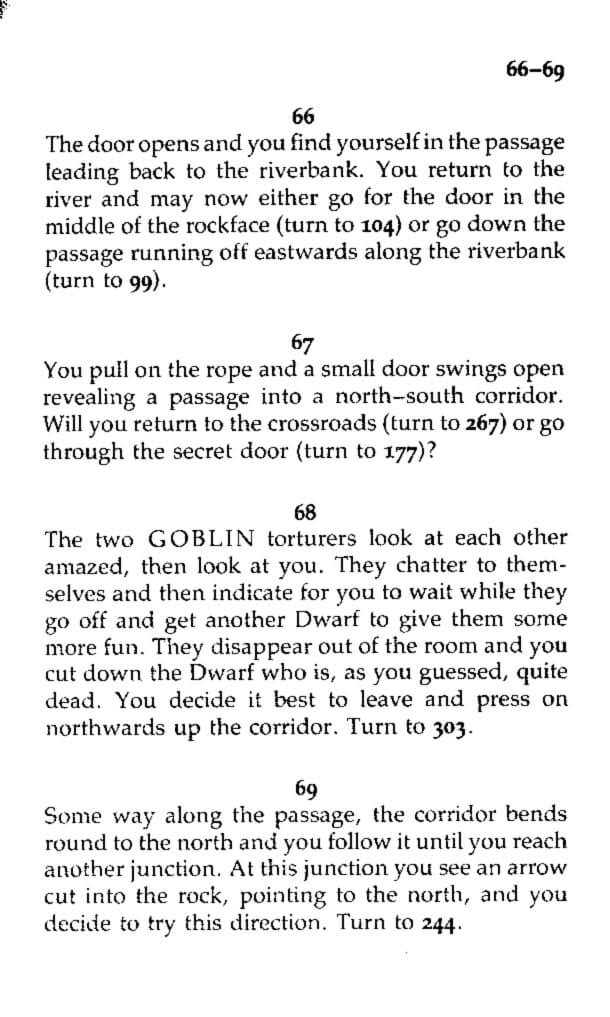 66–69
66
The door opens and you find yourself in the passage
leading back to the riverbank. You return to the
river and may now either go for the door in the
middle of the rockface (turn to 104) or go down the
passage running off eastwards along the riverbank
(turn to 99).
67
You pull on the rope and a small door swings open
revealing a passage into a north–south corridor.
Will you return to the crossroads (turn to 267) or go
through the secret door (turn to 177)?
68
The two GOBLIN torturers look at each other
amazed, then look at you. They chatter to them-
selves and then indicate for you to wait while they
go off and get another Dwarf to give them some
more fun. They disappear out of the room and you
cut down the Dwarf who is, as you guessed, quite
dead. You decide it best to leave and press on
northwards up the corridor. Turn to 303.
69
Some way along the passage, the corridor bends
round to the north and you follow it until you reach
another junction. At this junction you see an arrow
cut into the rock, pointing to the north, and you
decide to try this direction. Turn to 244.